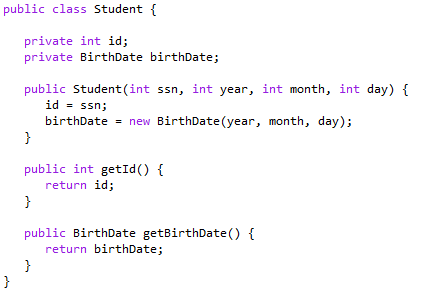 public class Student {
private int id;
private BirthDate birthDate;
public Student(int ssn, int year, int month, int day) {
id = ssn;
birthDate = new BirthDate(year, month, day);
}
public int getId() {
return id;
}
public BirthDate getBirthDate() {
return birthDate;
}
}